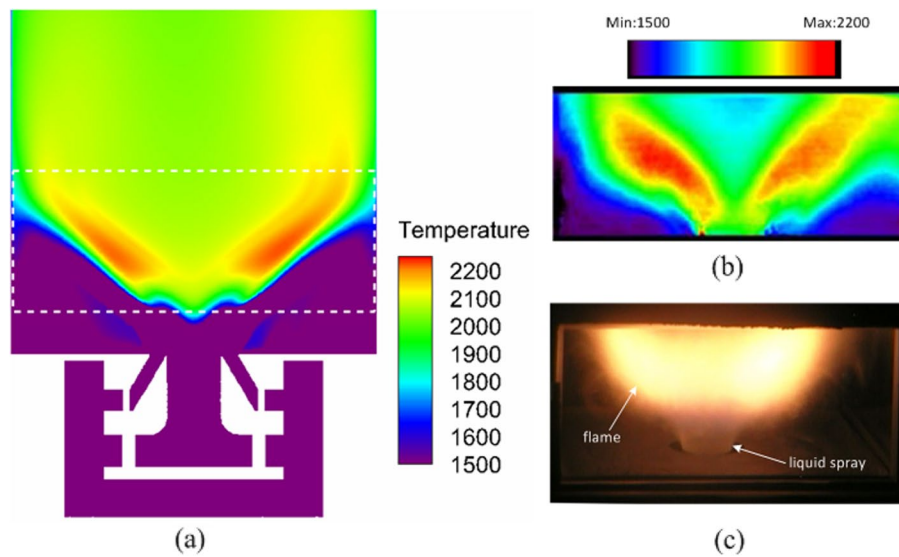 Min:1500
Max:2200
Temperature
2200
2100
2000
1900
1800
1700
1600
1500
(a)
(b)
flame
liquid spray
(c)